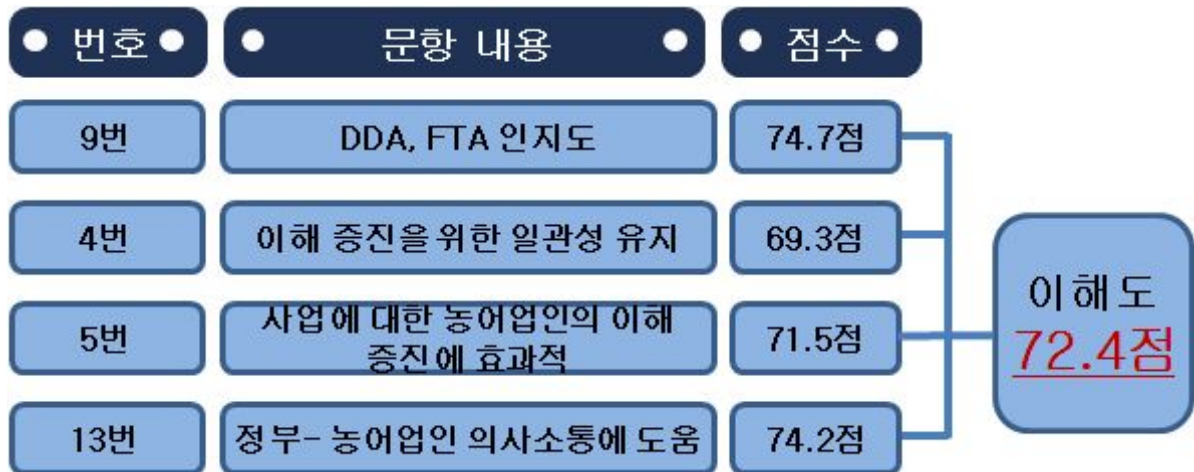 번호 문항 내용 점수
9번 DDA, FTA 인지도 74.7점
4번 이해 증진을 위한 일관성 유지 69.3점
5번 사업에 대한 농어업인의 이해 71.5점
증진에 효과적
13번 정부- 농어업인 의사소통에 도움 74.2점
이해도
72.4점